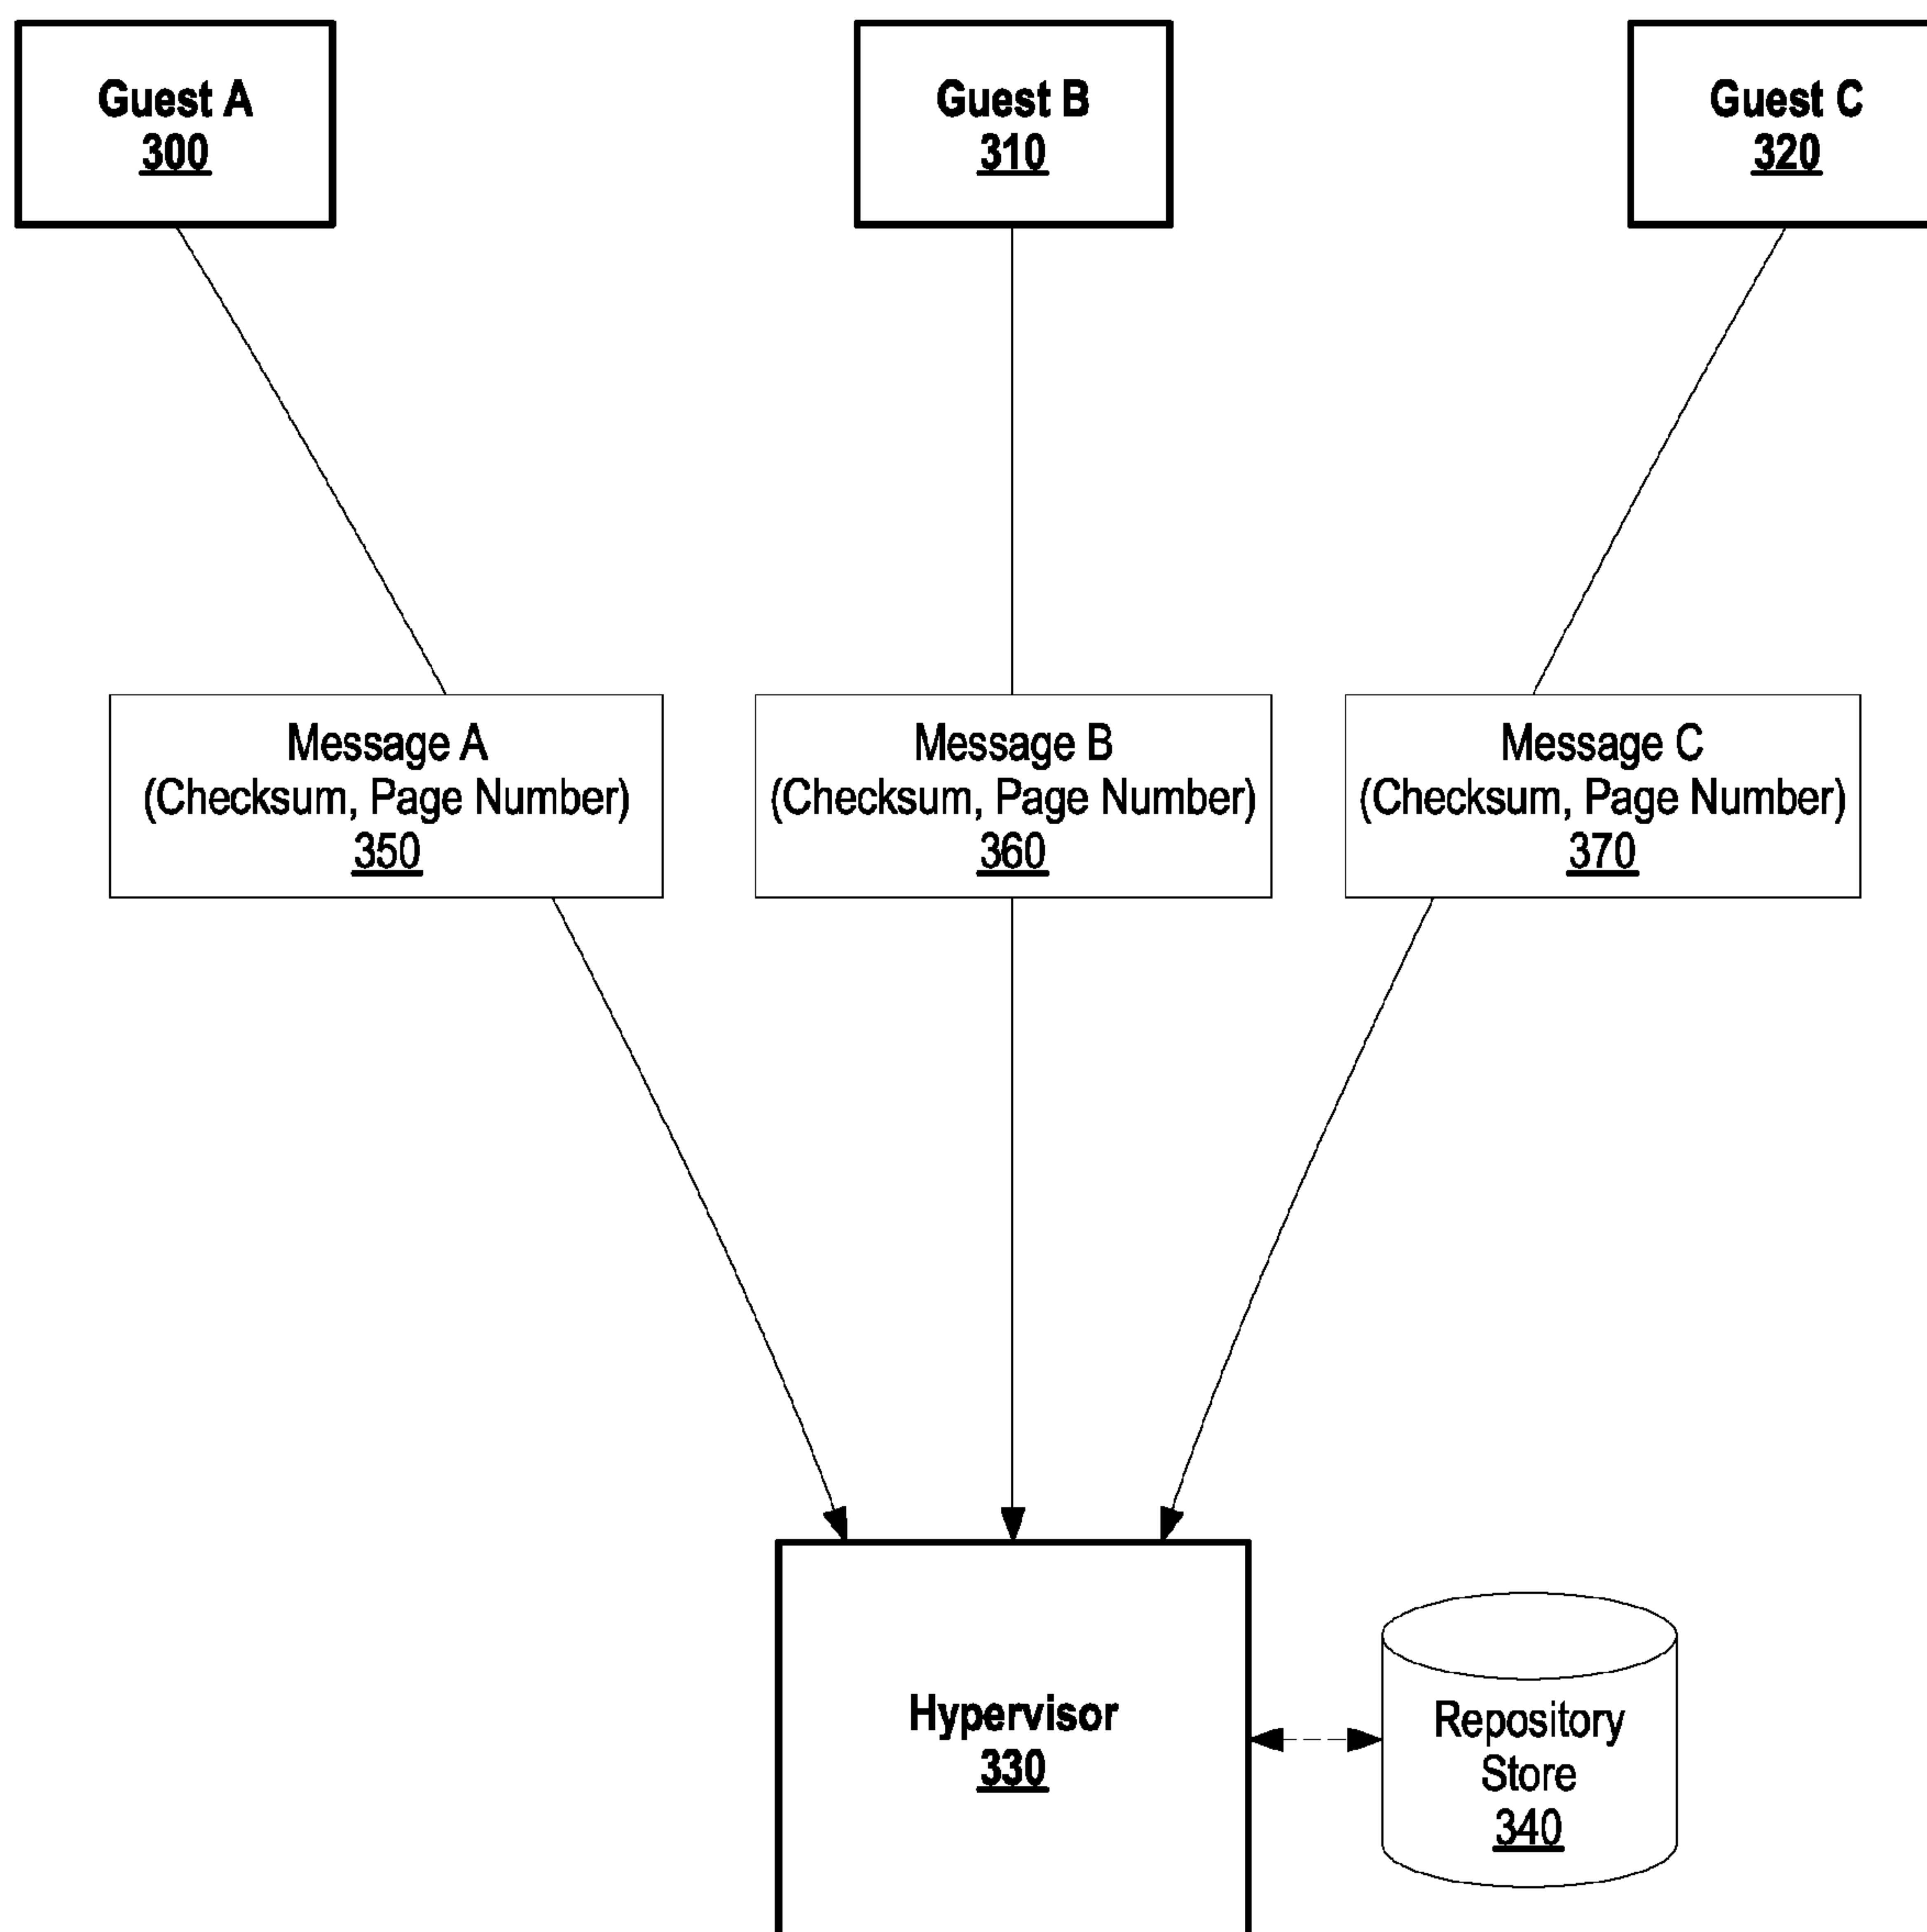 Guest A
300
Guest B
310
Guest C
320
Message A
(Checksum, Page Number)
350
Message B
(Checksum, Page Number)
360
Message C
(Checksum, Page Number)
370
Hypervisor
330
Repository
Store
340